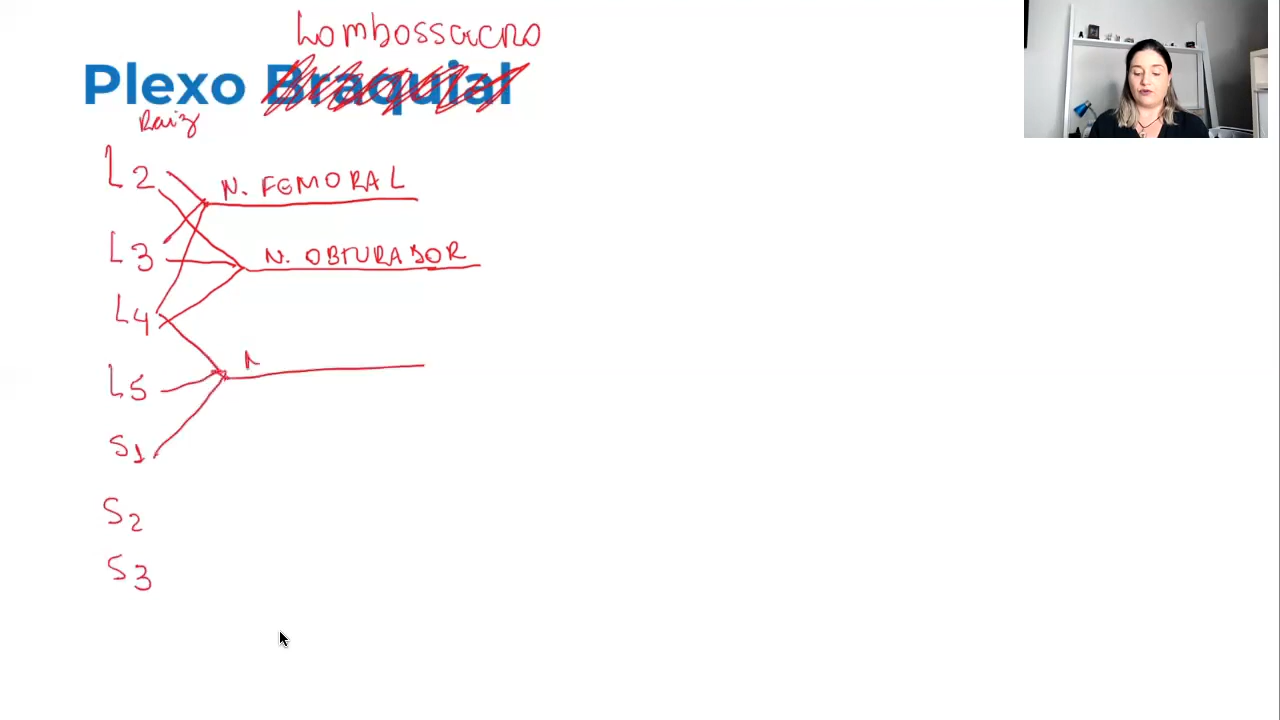 Lombossacro
Plexo Braquial
Raiz
L2
N. FEMORAL
L3
N. OBTURADOR
L4
N
L5
S1
S2
S3